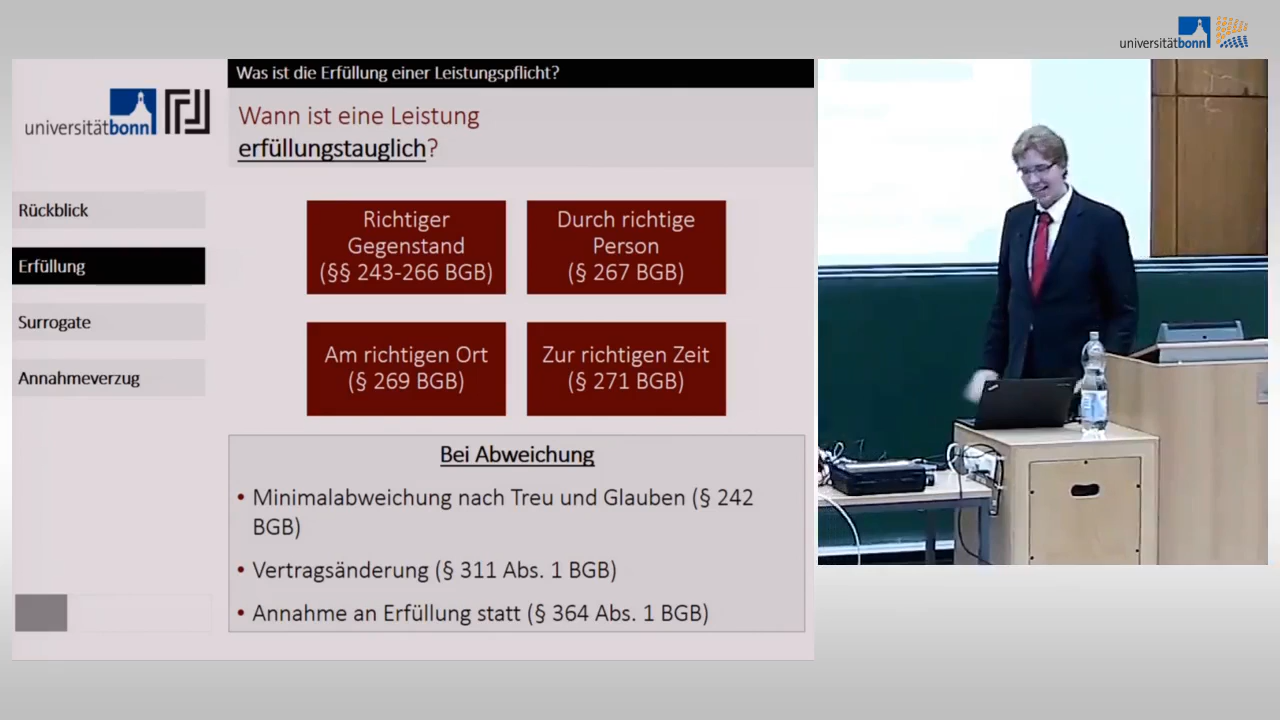 universitätbonn
Was ist die Erfüllung einer Leistungspflicht?
universitätbonn
Wann ist eine Leistung
erfüllungstauglich?
Rückblick
Erfüllung
Surrogate
Annahmeverzug
Richtiger
Gegenstand
(§§ 243-266 BGB)
Durch richtige
Person
(§ 267 BGB)
Am richtigen Ort
(§ 269 BGB)
Zur richtigen Zeit
(§ 271 BGB)
Bei Abweichung
• Minimalabweichung nach Treu und Glauben (§ 242
BGB)
• Vertragsänderung (§ 311 Abs. 1 BGB)
• Annahme an Erfüllung statt (§ 364 Abs. 1 BGB)